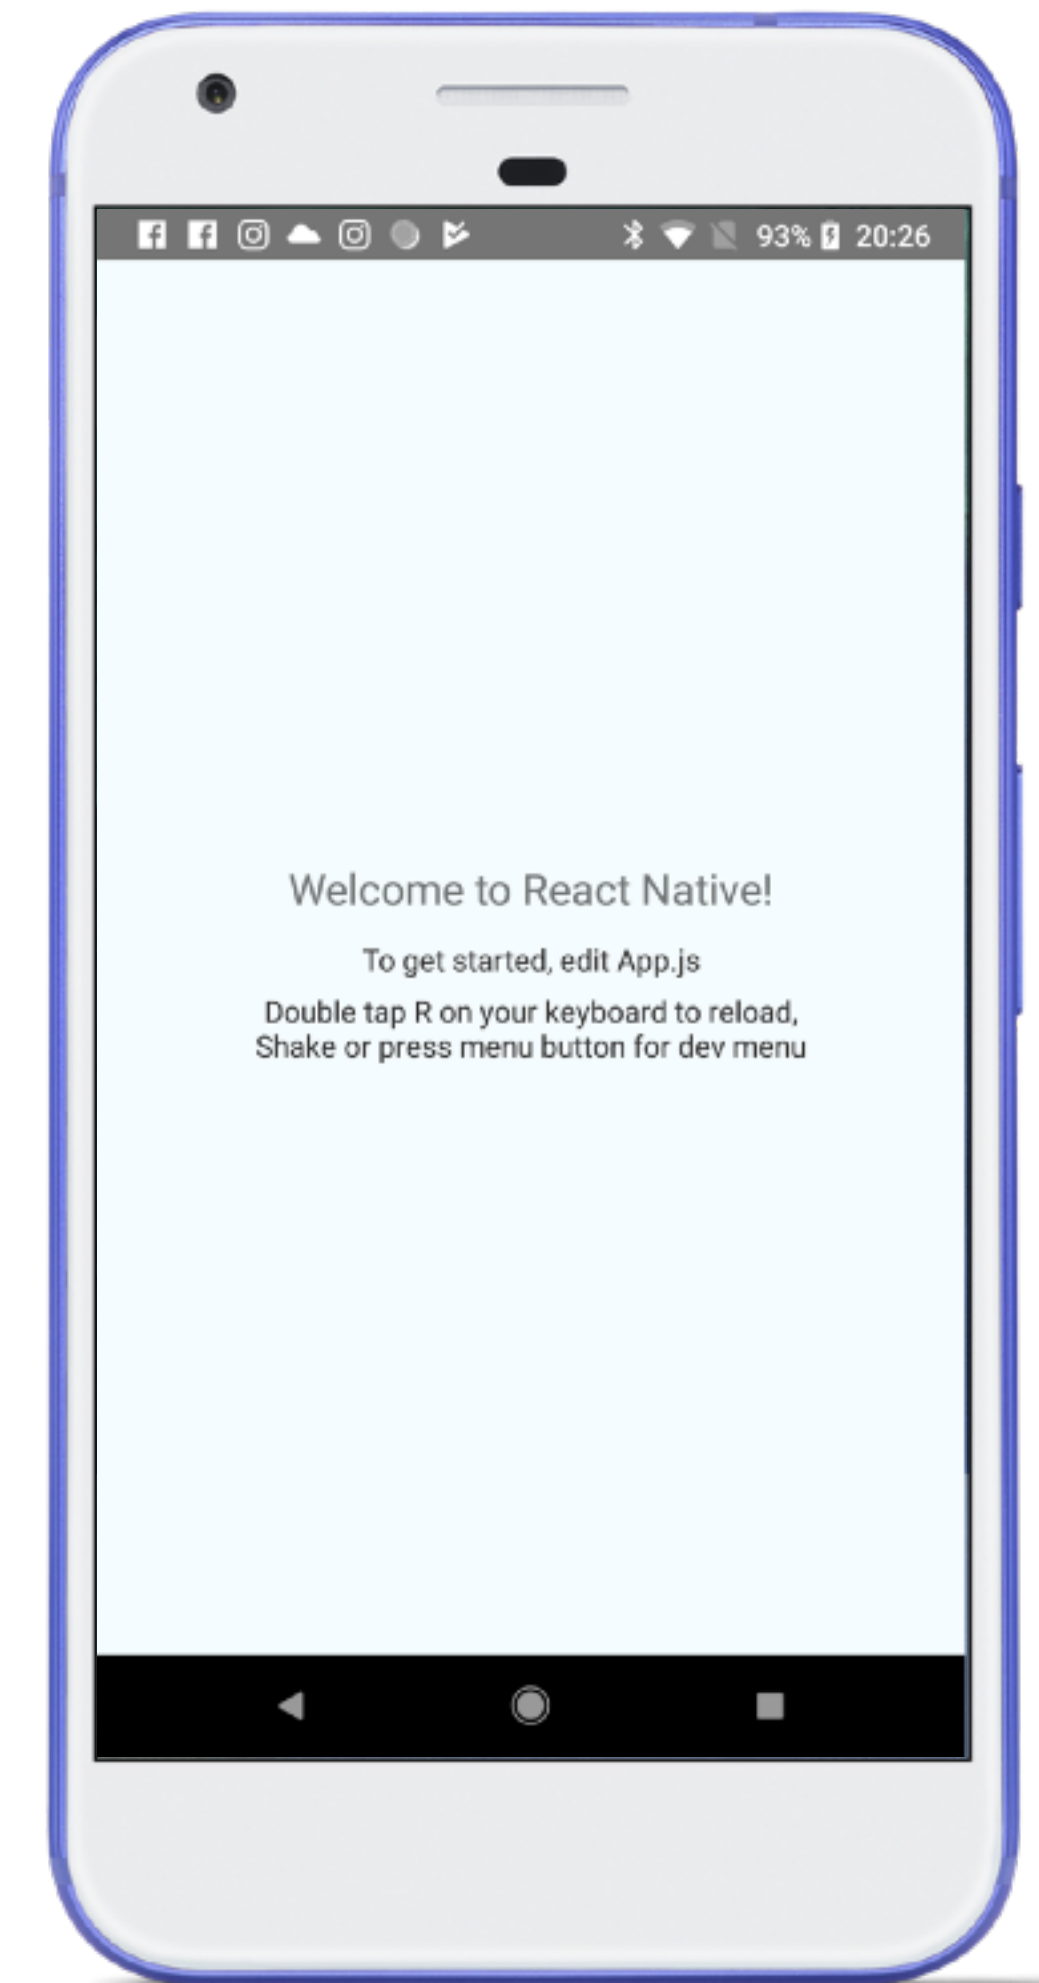 93% 20:26
Welcome to React Native!
To get started, edit App.js
Double tap R on your keyboard to reload,
Shake or press menu button for dev menu